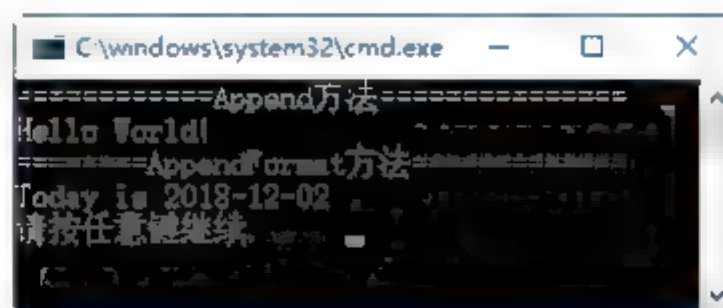 C:\windows\system32\cmd.exe
============Append方法===============
Hello World!
========AppendFormat方法=============
Today is 2018-12-02
请按任意键继续. . .